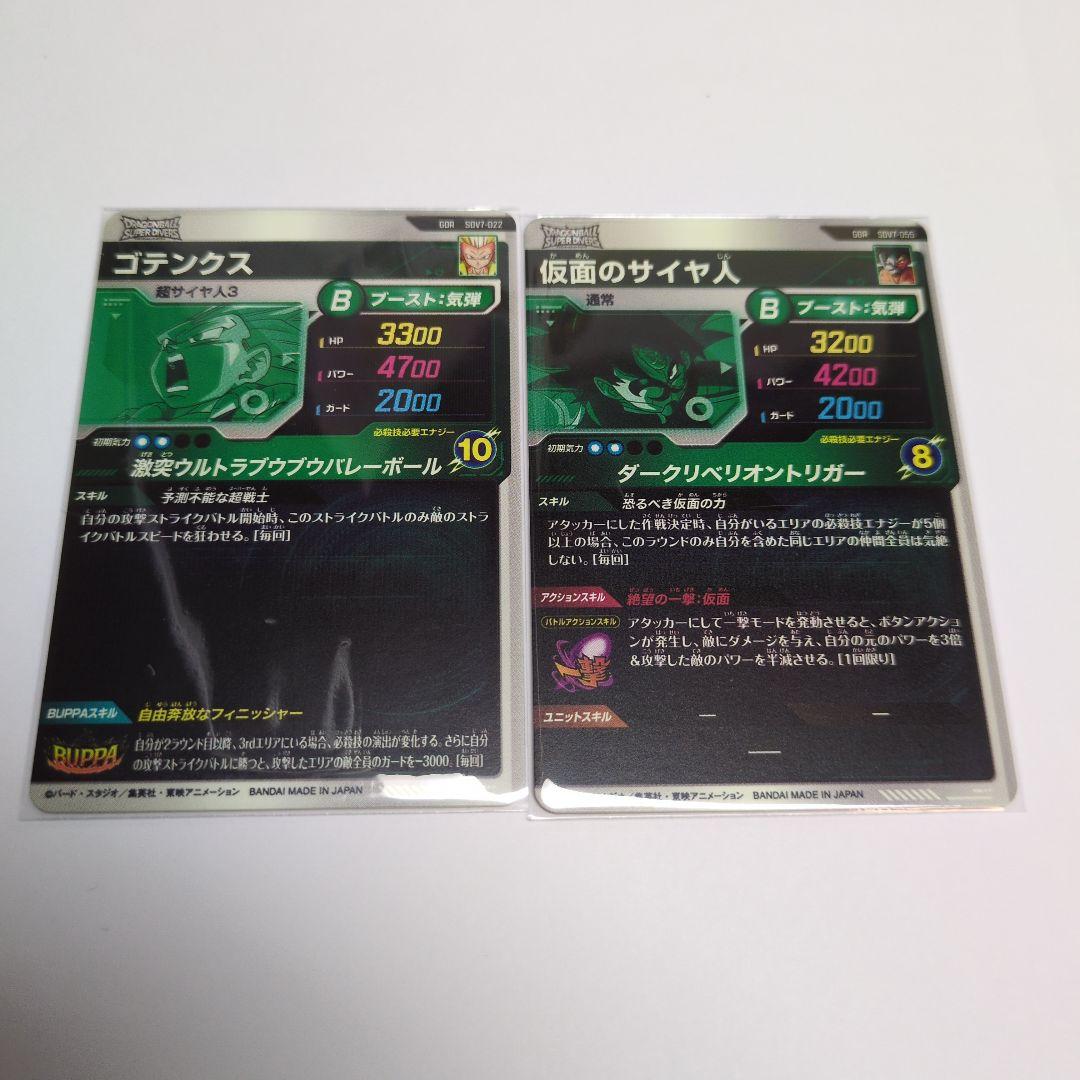 DRAGONBALL
SUPER DIVERS
GDR SDV7-022
ゴテンクス
超サイヤ人3
B ブースト:気弾
HP 3300
パワー 4700
ガード 2000
初期気力
必殺技必要エナジー
10
げきとつ
激突ウルトラブウブウバレーボール
スキル 予測不能な超戦士
自分の攻撃ストライクバトル開始時、このストライクバトルのみ敵のストラ
イクバトルスピードを狂わせる。[毎回]
BUPPAスキル 自由奔放なフィニッシャー
BUPPA
自分が2ラウンド目以降、3rdエリアにいる場合、必殺技の演出が変化する。さらに自分
の攻撃ストライクバトルに勝つと、攻撃したエリアの敵全員のガードを-3000。[毎回]
©バード・スタジオ/集英社・東映アニメーション BANDAI MADE IN JAPAN
DRAGONBALL
SUPER DIVERS
GDR SDV7-055
かめん じん
仮面のサイヤ人
通常
B ブースト:気弾
HP 3200
パワー 4200
ガード 2000
初期気力
必殺技必要エナジー
8
ダークリベリオントリガー
スキル 恐るべき仮面の力
アタッカーにした作戦決定時、自分がいるエリアの必殺技エナジーが5個
以上の場合、このラウンドのみ自分を含めた同じエリアの仲間全員は気絶
しない。[毎回]
アクションスキル 絶望の一撃:仮面
バトルアクションスキル
一撃
アタッカーにして一撃モードを発動させると、ボタンアクショ
ンが発生し、敵にダメージを与え、自分の元のパワーを3倍
&攻撃した敵のパワーを半減させる。[1回限り]
ユニットスキル ― ―
―
ジオ/集英社・東映アニメーション BANDAI MADE IN JAPAN